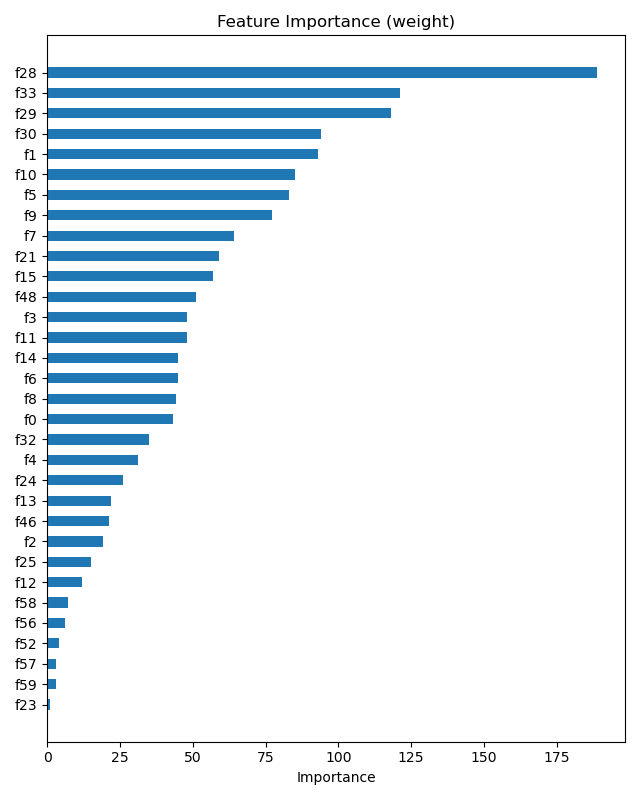 Feature Importance (weight)
f28
f33
f29
f30
f1
f10
f5
f9
f7
f21
f15
f48
f3
f11
f14
f6
f8
f0
f32
f4
f24
f13
f46
f2
f25
f12
f58
f56
f52
f57
f59
f23
0 25 50 75 100 125 150 175
Importance